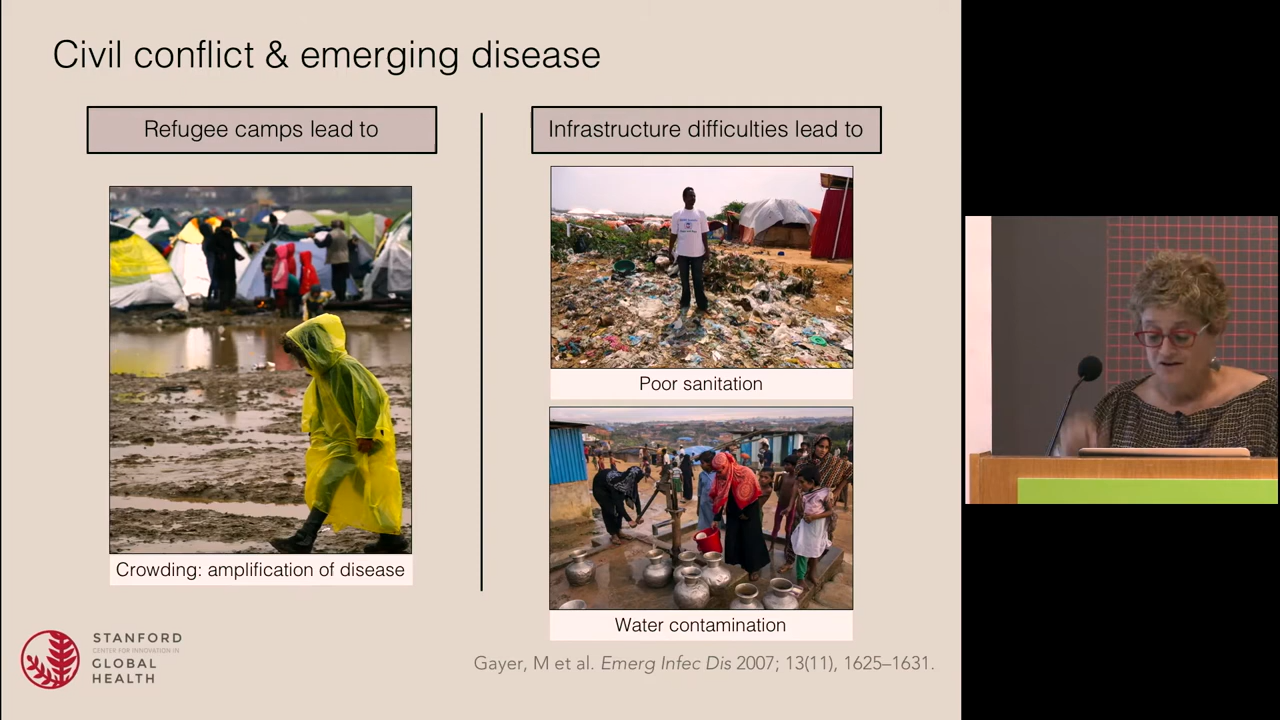 Civil conflict & emerging disease
Refugee camps lead to
Crowding: amplification of disease
Infrastructure difficulties lead to
Poor sanitation
Water contamination
Gayer, M et al. Emerg Infec Dis 2007; 13(11), 1625–1631.
STANFORD
CENTER FOR INNOVATION IN
GLOBAL
HEALTH